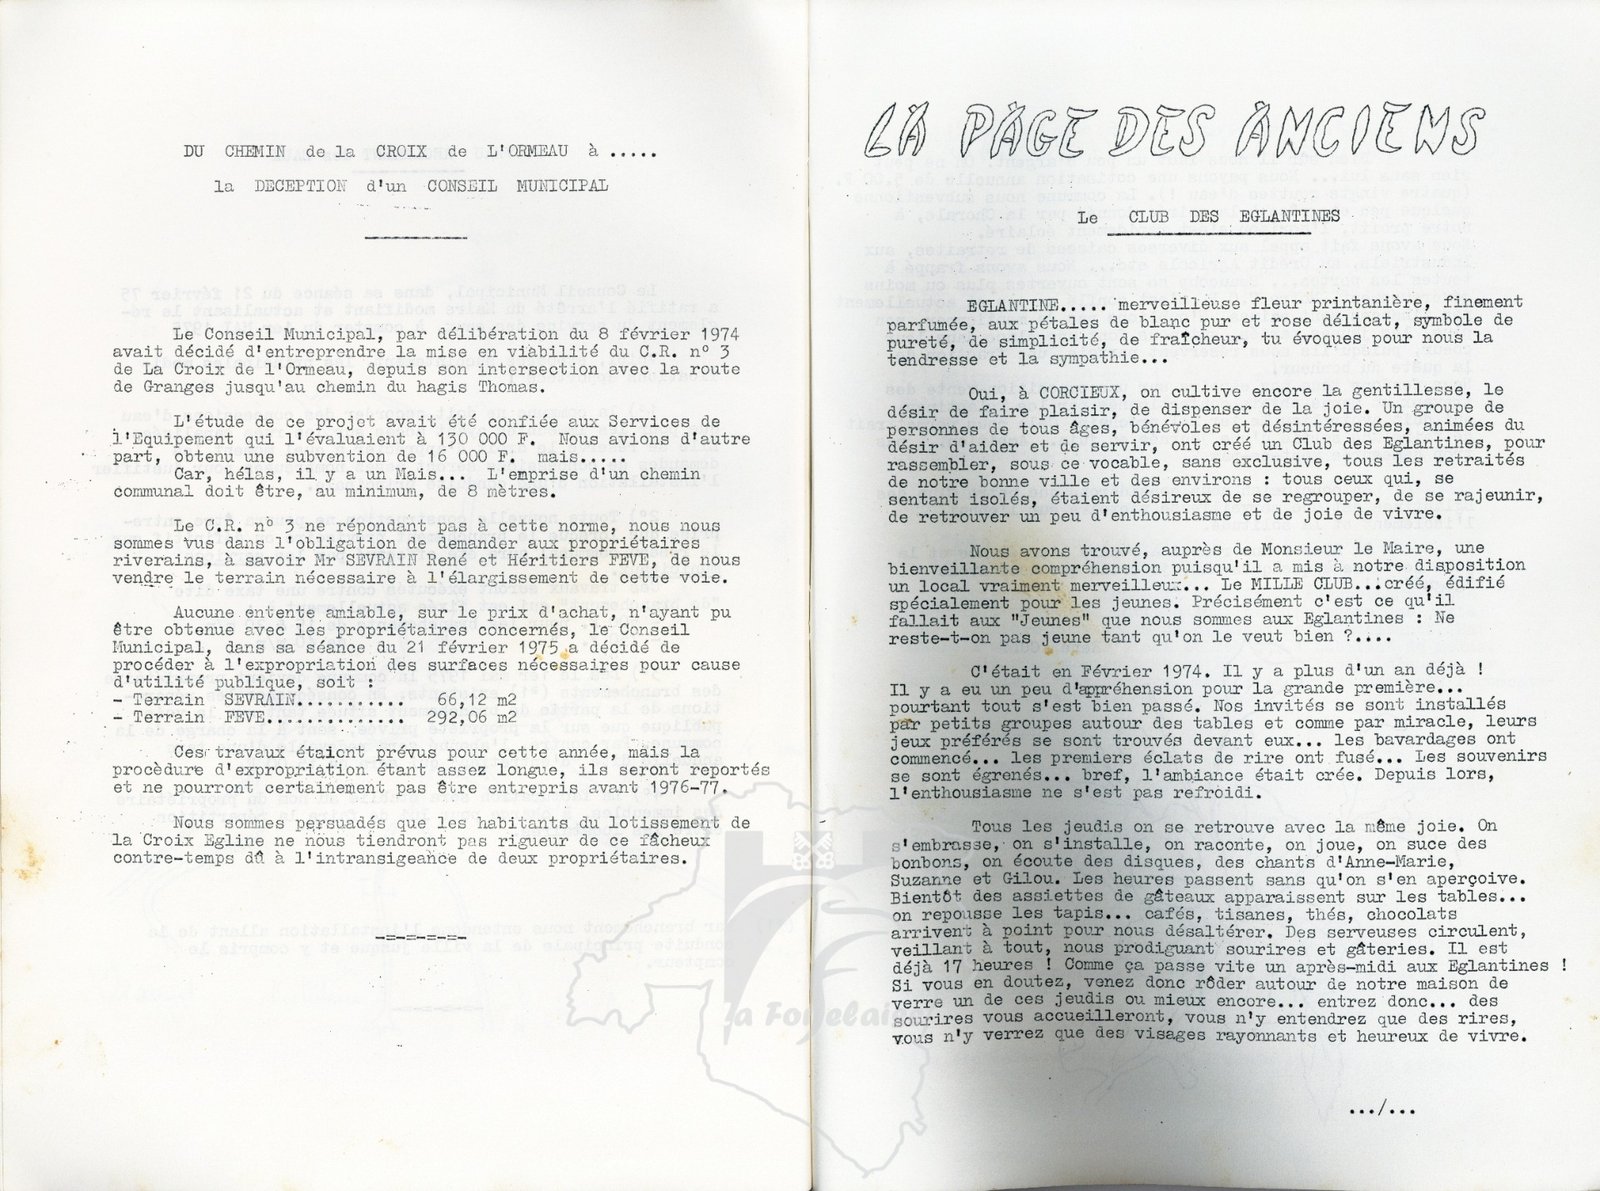 DU CHEMIN de la CROIX de L'ORMEAU à .....
la DECEPTION d'un CONSEIL MUNICIPAL
Le Conseil Municipal, par délibération du 8 février 1974
avait décidé d'entreprendre la mise en viabilité du C.R. n° 3
de La Croix de l'Ormeau, depuis son intersection avec la route
de Granges jusqu'au chemin du hagis Thomas.
L'étude de ce projet avait été confiée aux Services de
l'Equipement qui l'évaluaient à 130 000 F. Nous avions d'autre
part, obtenu une subvention de 16 000 F. mais.....
Car, hélas, il y a un Mais... L'emprise d'un chemin
communal doit être, au minimum, de 8 mètres.
Le C.R. n° 3 ne répondant pas à cette norme, nous nous
sommes vus dans l'obligation de demander aux propriétaires
riverains, à savoir Mr SEVRAIN René et Héritiers FEVE, de nous
vendre le terrain nécessaire à l'élargissement de cette voie.
Aucune entente amiable, sur le prix d'achat, n'ayant pu
être obtenue avec les propriétaires concernés, le Conseil
Municipal, dans sa séance du 21 février 1975 a décidé de
procéder à l'expropriation des surfaces nécessaires pour cause
d'utilité publique, soit :
- Terrain SEVRAIN........... 66,12 m2
- Terrain FEVE.............. 292,06 m2
Ces travaux étaient prévus pour cette année, mais la
procèdure d'expropriation étant assez longue, ils seront reportés
et ne pourront certainement pas être entrepris avant 1976-77.
Nous sommes persuadés que les habitants du lotissement de
la Croix Egline ne nous tiendront pas rigueur de ce fâcheux
contre-temps dû à l'intransigeance de deux propriétaires.
-=-=-=-=-
LA PAGE DES ANCIENS
Le CLUB DES EGLANTINES
EGLANTINE..... merveilleuse fleur printanière, finement
parfumée, aux pétales de blanc pur et rose délicat, symbole de
pureté, de simplicité, de fraîcheur, tu évoques pour nous la
tendresse et la sympathie...
Oui, à CORCIEUX, on cultive encore la gentillesse, le
désir de faire plaisir, de dispenser de la joie. Un groupe de
personnes de tous âges, bénévoles et désintéressées, animées du
désir d'aider et de servir, ont créé un Club des Eglantines, pour
rassembler, sous ce vocable, sans exclusive, tous les retraités
de notre bonne ville et des environs : tous ceux qui, se
sentant isolés, étaient désireux de se regrouper, de se rajeunir,
de retrouver un peu d'enthousiasme et de joie de vivre.
Nous avons trouvé, auprès de Monsieur le Maire, une
bienveillante compréhension puisqu'il a mis à notre disposition
un local vraiment merveilleux... Le MILLE CLUB...créé, édifié
spécialement pour les jeunes. Précisément c'est ce qu'il
fallait aux "Jeunes" que nous sommes aux Eglantines : Ne
reste-t-on pas jeune tant qu'on le veut bien ?....
C'était en Février 1974. Il y a plus d'un an déjà !
Il y a eu un peu d'appréhension pour la grande première...
pourtant tout s'est bien passé. Nos invités se sont installés
par petits groupes autour des tables et comme par miracle, leurs
jeux préférés se sont trouvés devant eux... les bavardages ont
commencé... les premiers éclats de rire ont fusé... Les souvenirs
se sont égrenés... bref, l'ambiance était crée. Depuis lors,
l'enthousiasme ne s'est pas refroidi.
Tous les jeudis on se retrouve avec la même joie. On
s'embrasse, on s'installe, on raconte, on joue, on suce des
bonbons, on écoute des disques, des chants d'Anne-Marie,
Suzanne et Gilou. Les heures passent sans qu'on s'en aperçoive.
Bientôt des assiettes de gâteaux apparaissent sur les tables...
on repousse les tapis... cafés, tisanes, thés, chocolats
arrivent à point pour nous désaltérer. Des serveuses circulent,
veillant à tout, nous prodiguant sourires et gâteries. Il est
déjà 17 heures ! Comme ça passe vite un après-midi aux Eglantines !
Si vous en doutez, venez donc rôder autour de notre maison de
verre un de ces jeudis ou mieux encore... entrez donc... des
sourires vous accueilleront, vous n'y entendrez que des rires,
vous n'y verrez que des visages rayonnants et heureux de vivre.
.../...